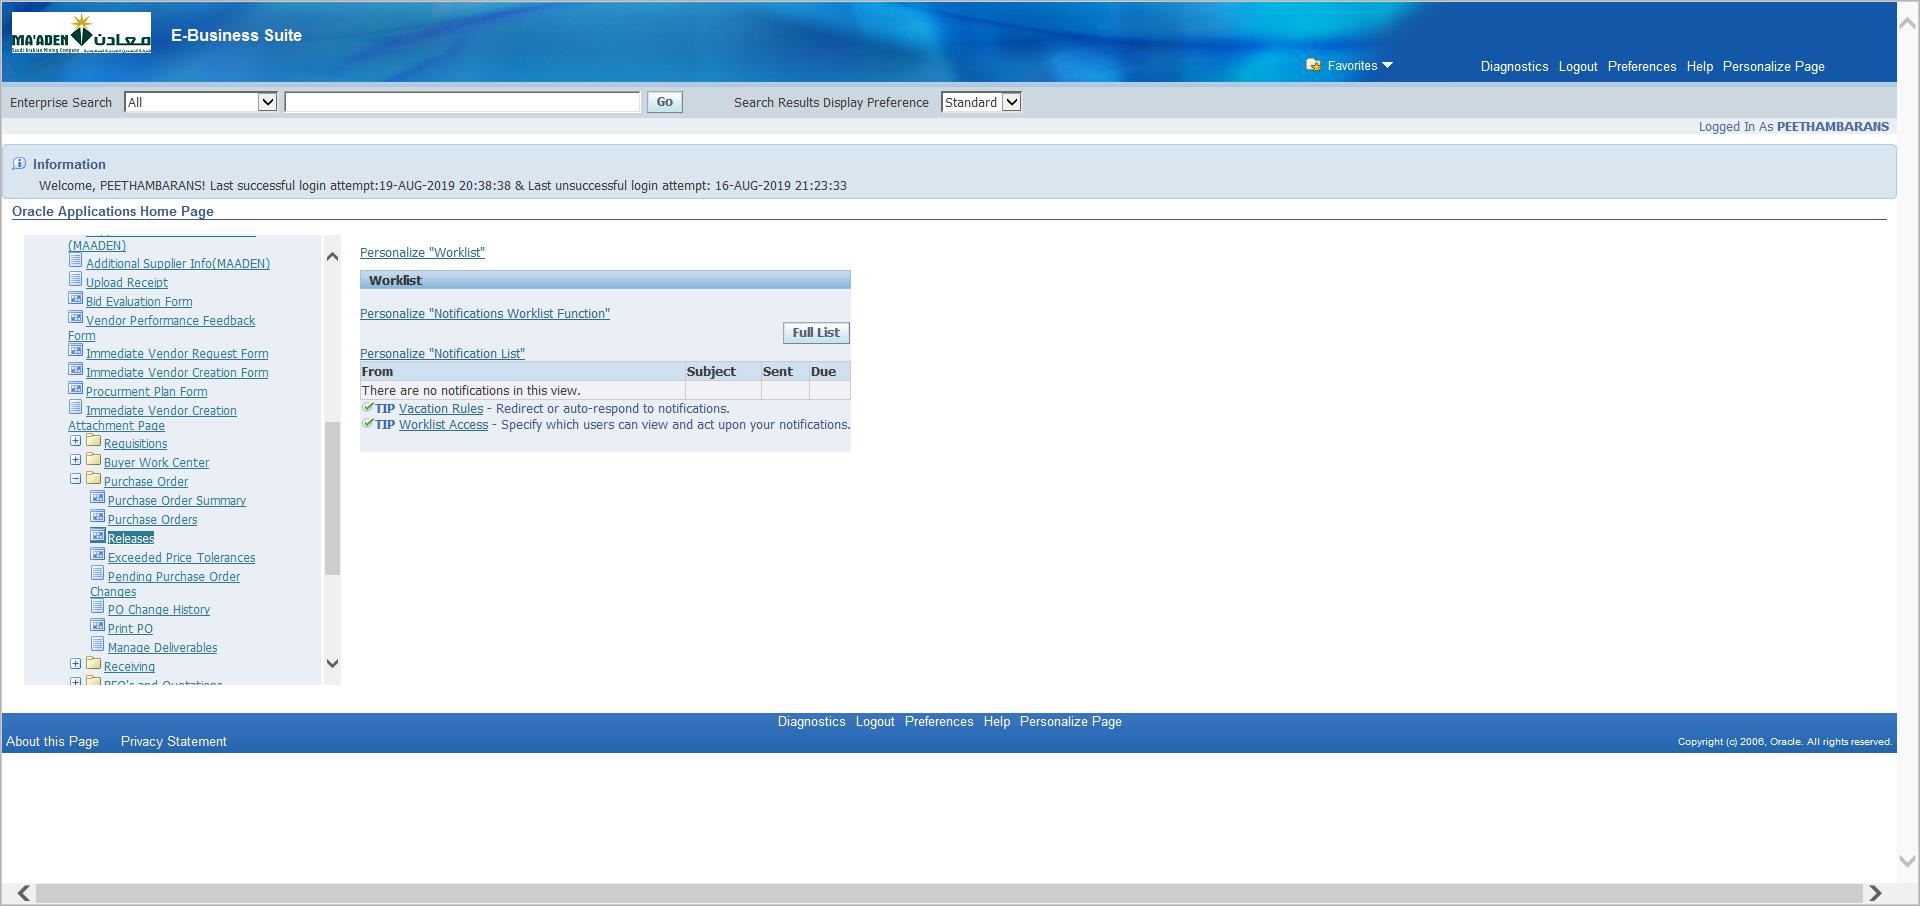 MA'ADEN معادن
Saudi Arabian Mining Company
E-Business Suite
Favorites
Diagnostics Logout Preferences Help Personalize Page
Enterprise Search All Go Search Results Display Preference Standard
Logged In As PEETHAMBARANS
Information
Welcome, PEETHAMBARANS! Last successful login attempt:19-AUG-2019 20:38:38 & Last unsuccessful login attempt: 16-AUG-2019 21:23:33
Oracle Applications Home Page
(MAADEN)
Additional Supplier Info(MAADEN)
Upload Receipt
Bid Evaluation Form
Vendor Performance Feedback
Form
Immediate Vendor Request Form
Immediate Vendor Creation Form
Procurment Plan Form
Immediate Vendor Creation
Attachment Page
Requisitions
Buyer Work Center
Purchase Order
Purchase Order Summary
Purchase Orders
Releases
Exceeded Price Tolerances
Pending Purchase Order
Changes
PO Change History
Print PO
Manage Deliverables
Receiving
RFQ's and Quotations
Personalize "Worklist"
Worklist
Personalize "Notifications Worklist Function"
Full List
Personalize "Notification List"
From Subject Sent Due
There are no notifications in this view.
TIP Vacation Rules - Redirect or auto-respond to notifications.
TIP Worklist Access - Specify which users can view and act upon your notifications.
Diagnostics Logout Preferences Help Personalize Page
About this Page Privacy Statement
Copyright (c) 2006, Oracle. All rights reserved.